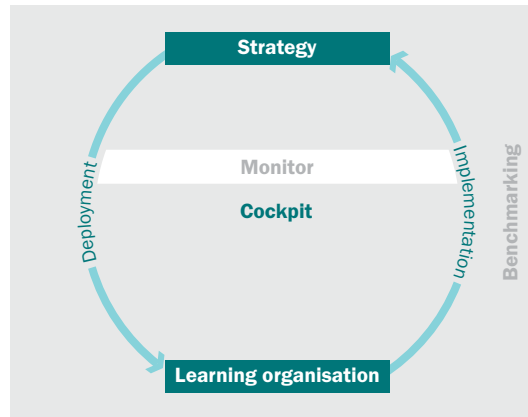 Strategy
Monitor
Cockpit
Deployment
Implementation
Benchmarking
Learning organisation